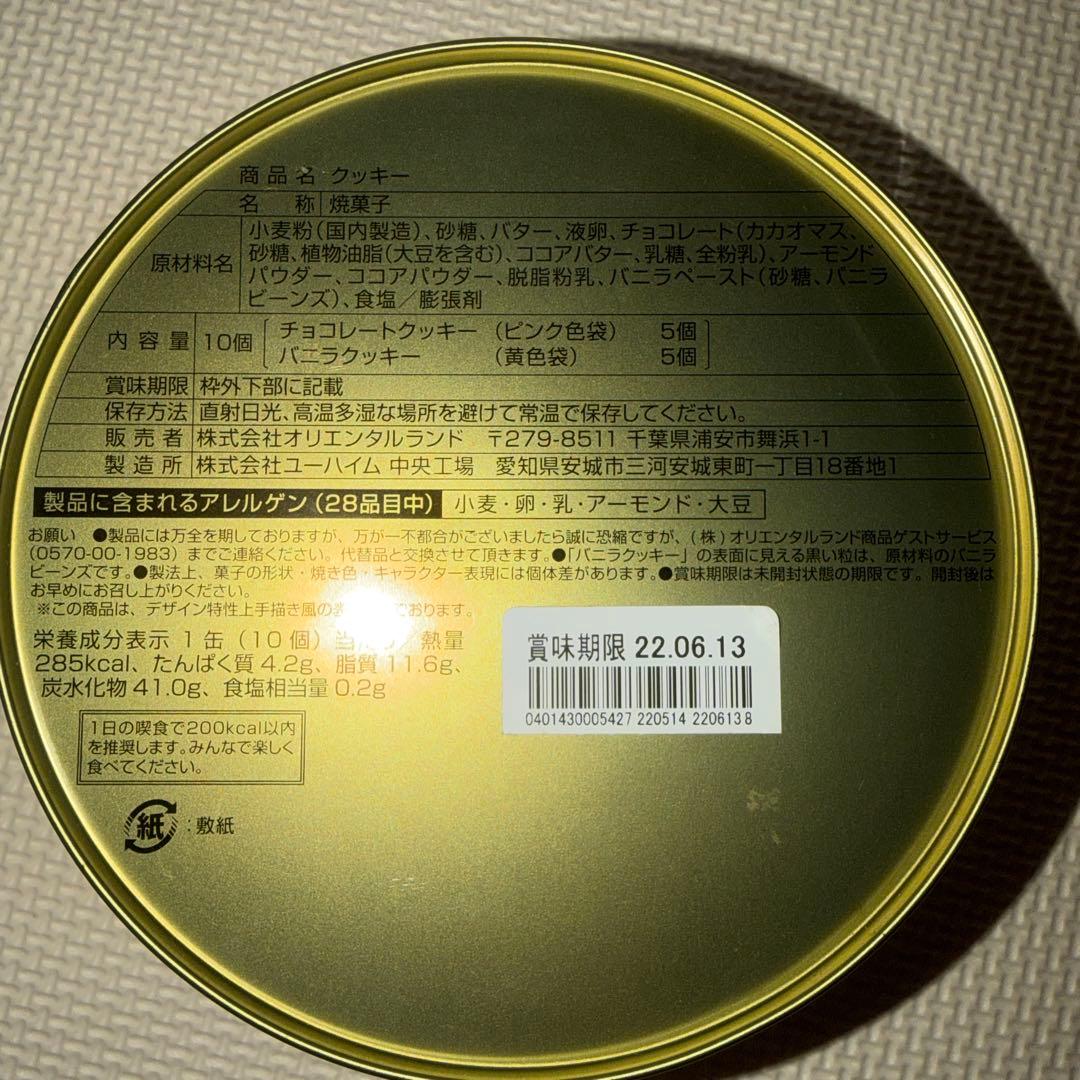 商品名 クッキー
名称 焼菓子
原材料名 小麦粉(国内製造)、砂糖、バター、液卵、チョコレート(カカオマス、
砂糖、植物油脂(大豆を含む)、ココアバター、乳糖、全粉乳)、アーモンド
パウダー、ココアパウダー、脱脂粉乳、バニラペースト(砂糖、バニラ
ビーンズ)、食塩/膨張剤
内容量 10個 チョコレートクッキー (ピンク色袋) 5個
バニラクッキー (黄色袋) 5個
賞味期限 枠外下部に記載
保存方法 直射日光、高温多湿な場所を避けて常温で保存してください。
販売者 株式会社オリエンタルランド 〒279-8511 千葉県浦安市舞浜1-1
製造所 株式会社ユーハイム 中央工場 愛知県安城市三河安城東町一丁目18番地1
製品に含まれるアレルゲン(28品目中) 小麦・卵・乳・アーモンド・大豆
お願い ●製品には万全を期しておりますが、万が一不都合がございましたら誠に恐縮ですが、(株)オリエンタルランド商品ゲストサービス
(0570-00-1983)までご連絡ください。代替品と交換させて頂きます。●「バニラクッキー」の表面に見える黒い粒は、原材料のバニラ
ビーンズです。●製法上、菓子の形状・焼き色・キャラクター表現には個体差があります。●賞味期限は未開封状態の期限です。開封後は
お早めにお召し上がりください。
※この商品は、デザイン特性上手描き風の おります。
栄養成分表示 1缶(10個) 熱量
285kcal、たんぱく質4.2g、脂質11.6g、
炭水化物41.0g、食塩相当量0.2g
1日の喫食で200kcal以内
を推奨します。みんなで楽しく
食べてください。
紙:敷紙
賞味期限 22.06.13
0401430005427 220514 2206138